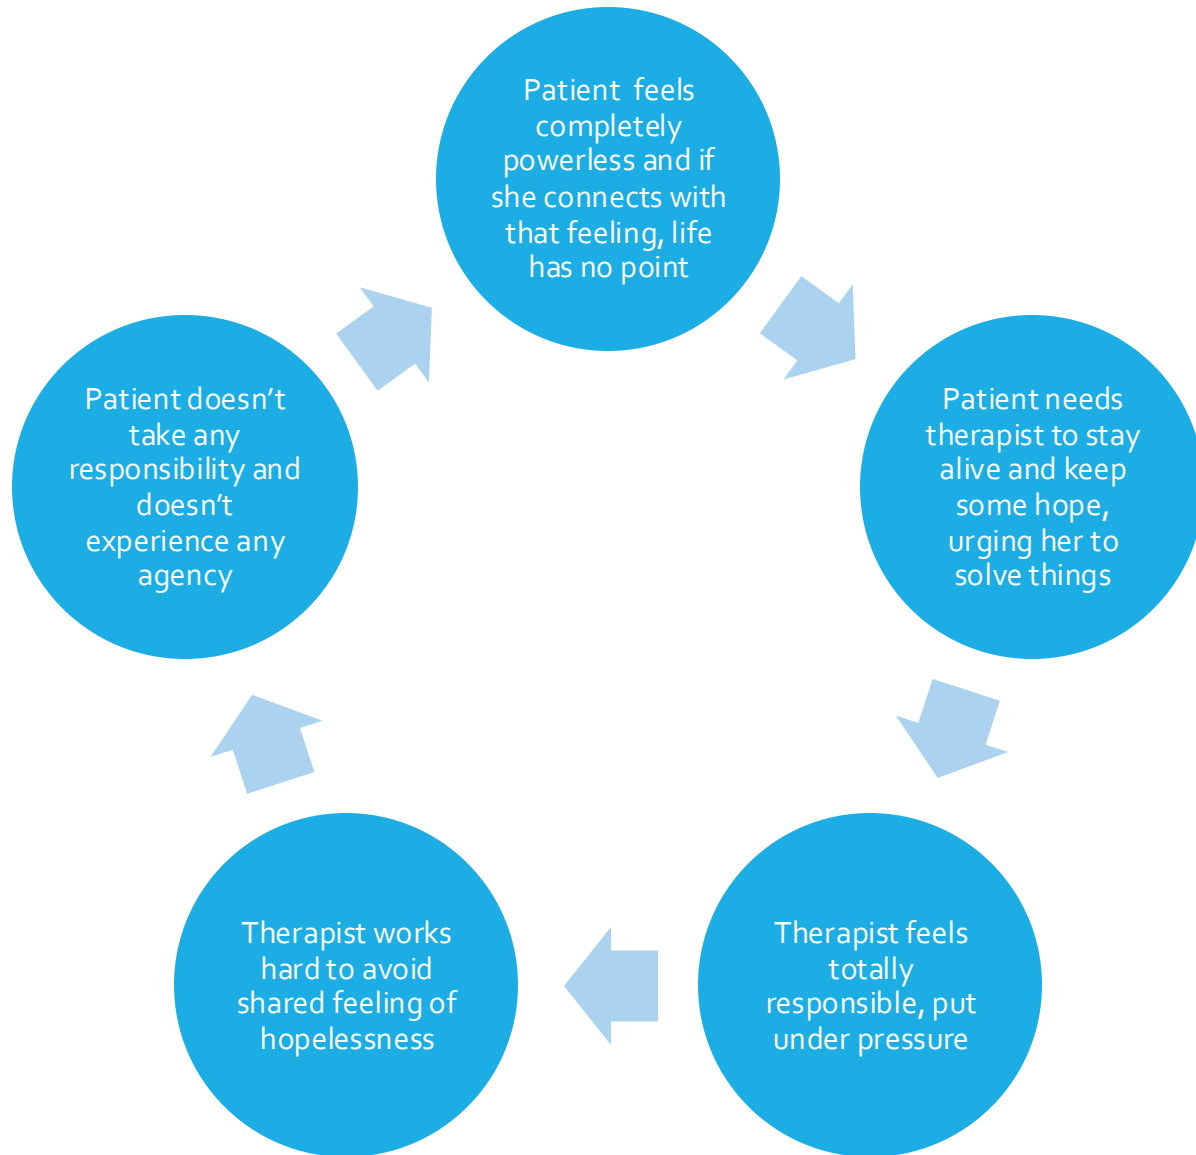 Patient feels
completely
powerless and if
she connects with
that feeling, life
has no point
Patient needs
therapist to stay
alive and keep
some hope,
urging her to
solve things
Therapist feels
totally
responsible, put
under pressure
Therapist works
hard to avoid
shared feeling of
hopelessness
Patient doesn’t
take any
responsibility and
doesn’t
experience any
agency